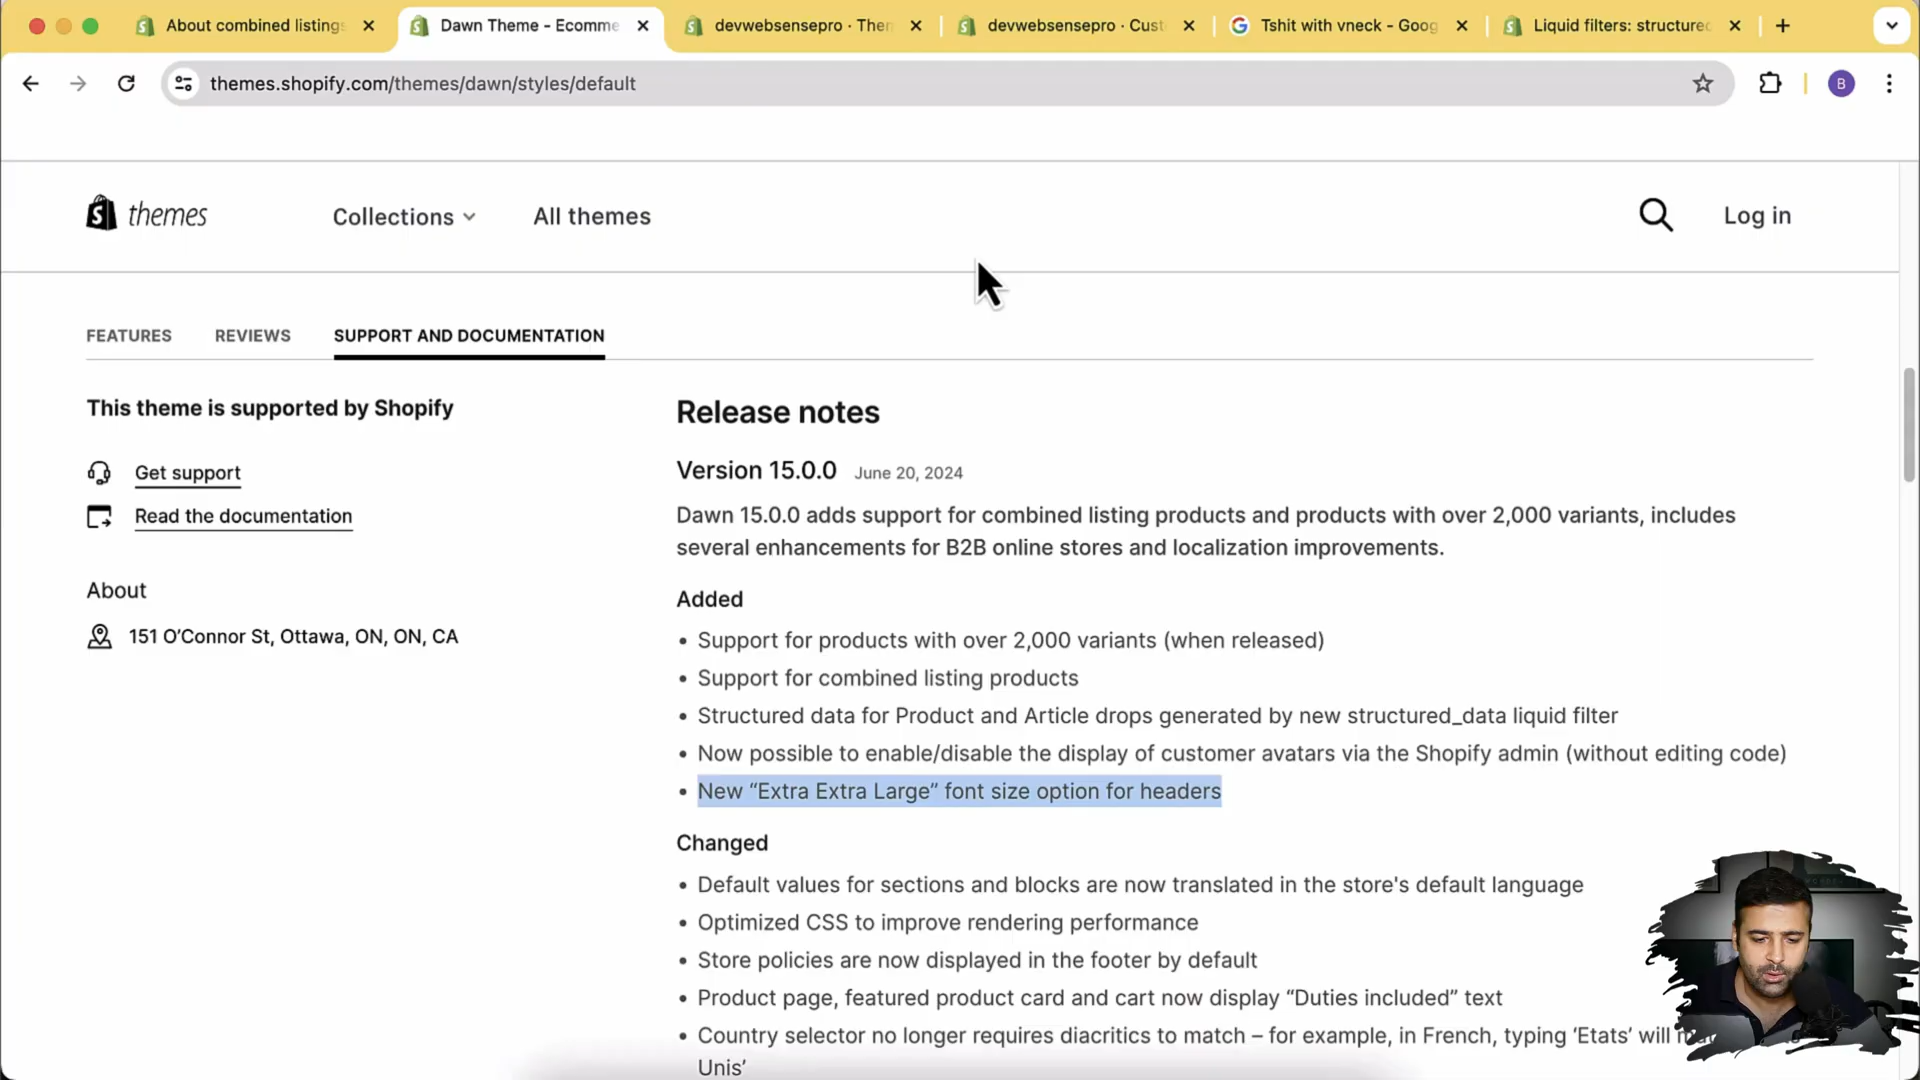 About combined listings
Dawn Theme - Ecomme
devwebsensepro · Then
devwebsensepro · Cust
Tshit with vneck - Goog
Liquid filters: structured
themes.shopify.com/themes/dawn/styles/default
B
themes
Collections
All themes
Log in
FEATURES
REVIEWS
SUPPORT AND DOCUMENTATION
This theme is supported by Shopify
Get support
Read the documentation
About
151 O'Connor St, Ottawa, ON, ON, CA
Release notes
Version 15.0.0 June 20, 2024
Dawn 15.0.0 adds support for combined listing products and products with over 2,000 variants, includes
several enhancements for B2B online stores and localization improvements.
Added
• Support for products with over 2,000 variants (when released)
• Support for combined listing products
• Structured data for Product and Article drops generated by new structured_data liquid filter
• Now possible to enable/disable the display of customer avatars via the Shopify admin (without editing code)
• New “Extra Extra Large” font size option for headers
Changed
• Default values for sections and blocks are now translated in the store's default language
• Optimized CSS to improve rendering performance
• Store policies are now displayed in the footer by default
• Product page, featured product card and cart now display “Duties included” text
• Country selector no longer requires diacritics to match – for example, in French, typing ‘Etats’ will
Unis’